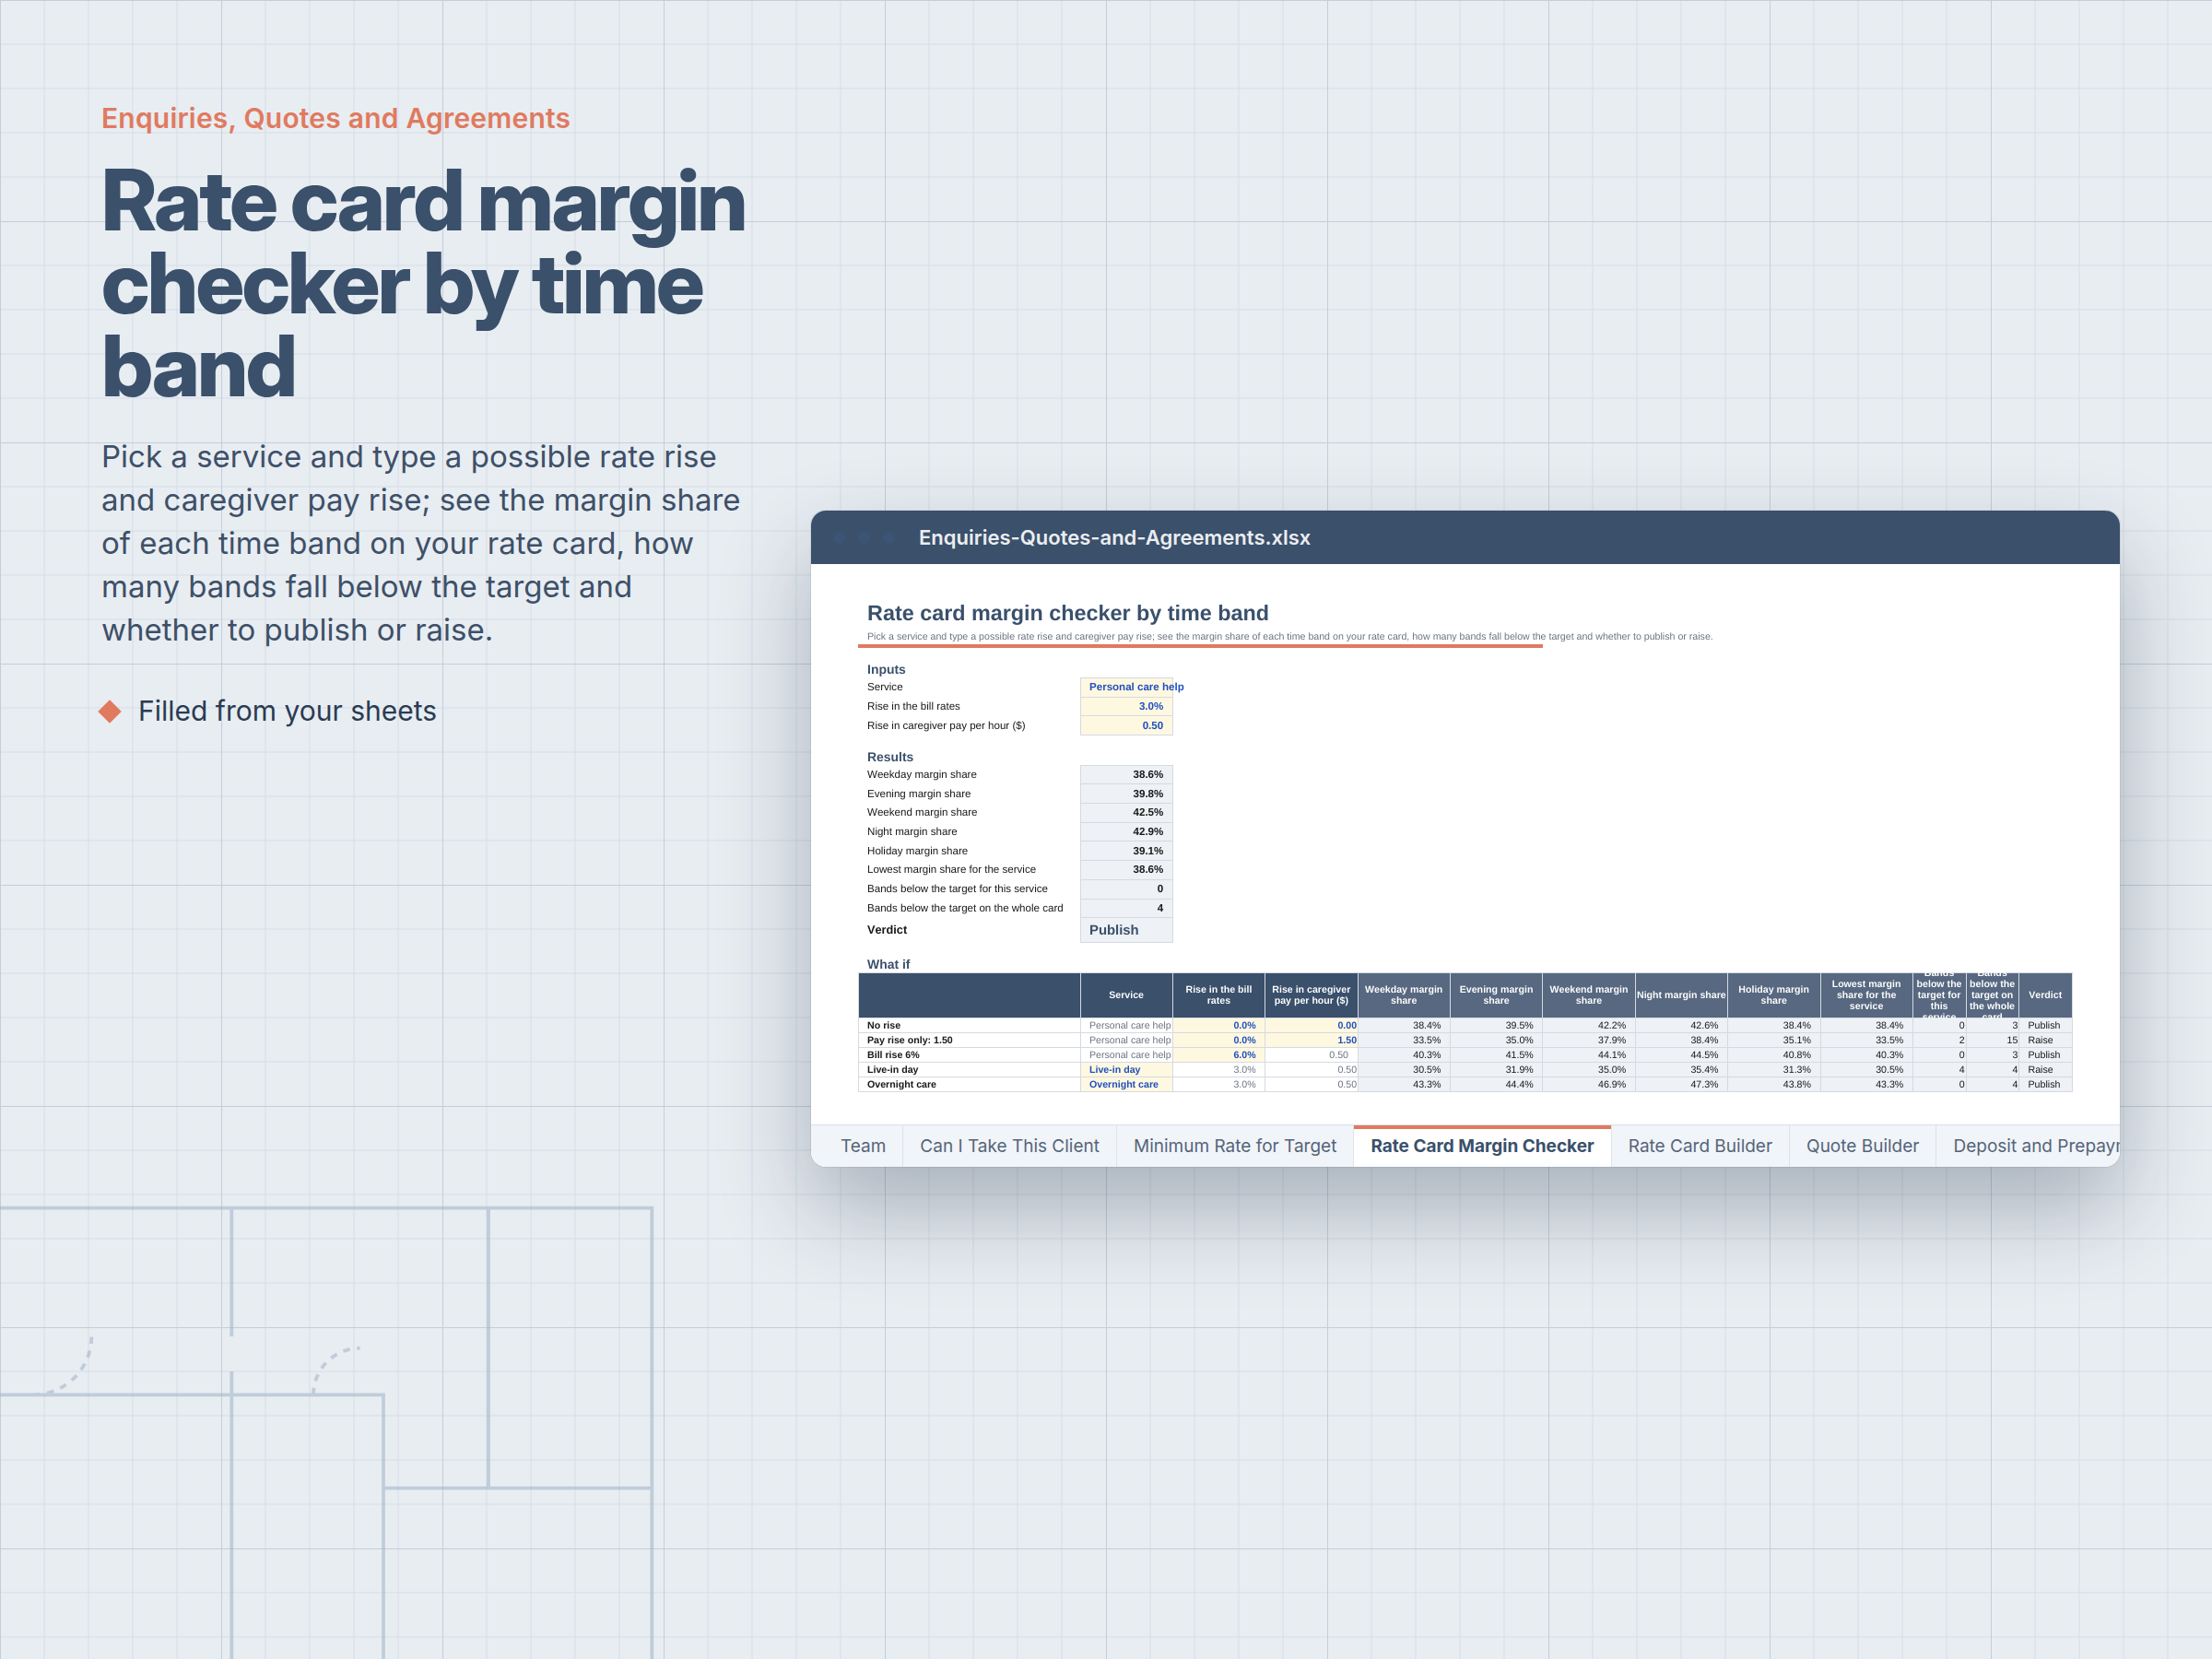 Enquiries, Quotes and Agreements
Rate card margin
checker by time
band
Pick a service and type a possible rate rise
and caregiver pay rise; see the margin share
of each time band on your rate card, how
many bands fall below the target and
whether to publish or raise.
Filled from your sheets
Enquiries-Quotes-and-Agreements.xlsx
Rate card margin checker by time band
Pick a service and type a possible rate rise and caregiver pay rise; see the margin share of each time band on your rate card, how many bands fall below the target and whether to publish or raise.
Inputs
Service Personal care help
Rise in the bill rates 3.0%
Rise in caregiver pay per hour ($) 0.50
Results
Weekday margin share 38.6%
Evening margin share 39.8%
Weekend margin share 42.5%
Night margin share 42.9%
Holiday margin share 39.1%
Lowest margin share for the service 38.6%
Bands below the target for this service 0
Bands below the target on the whole card 4
Verdict Publish
What if
Service Rise in the bill rates Rise in caregiver pay per hour ($) Weekday margin share Evening margin share Weekend margin share Night margin share Holiday margin share Lowest margin share for the service Bands below the target for this service Bands below the target on the whole card Verdict
No rise Personal care help 0.0% 0.00 38.4% 39.5% 42.2% 42.6% 38.4% 38.4% 0 3 Publish
Pay rise only: 1.50 Personal care help 0.0% 1.50 33.5% 35.0% 37.9% 38.4% 35.1% 33.5% 2 15 Raise
Bill rise 6% Personal care help 6.0% 0.50 40.3% 41.5% 44.1% 44.5% 40.8% 40.3% 0 3 Publish
Live-in day Live-in day 3.0% 0.50 30.5% 31.9% 35.0% 35.4% 31.3% 30.5% 4 4 Raise
Overnight care Overnight care 3.0% 0.50 43.3% 44.4% 46.9% 47.3% 43.8% 43.3% 0 4 Publish
Team Can I Take This Client Minimum Rate for Target Rate Card Margin Checker Rate Card Builder Quote Builder Deposit and